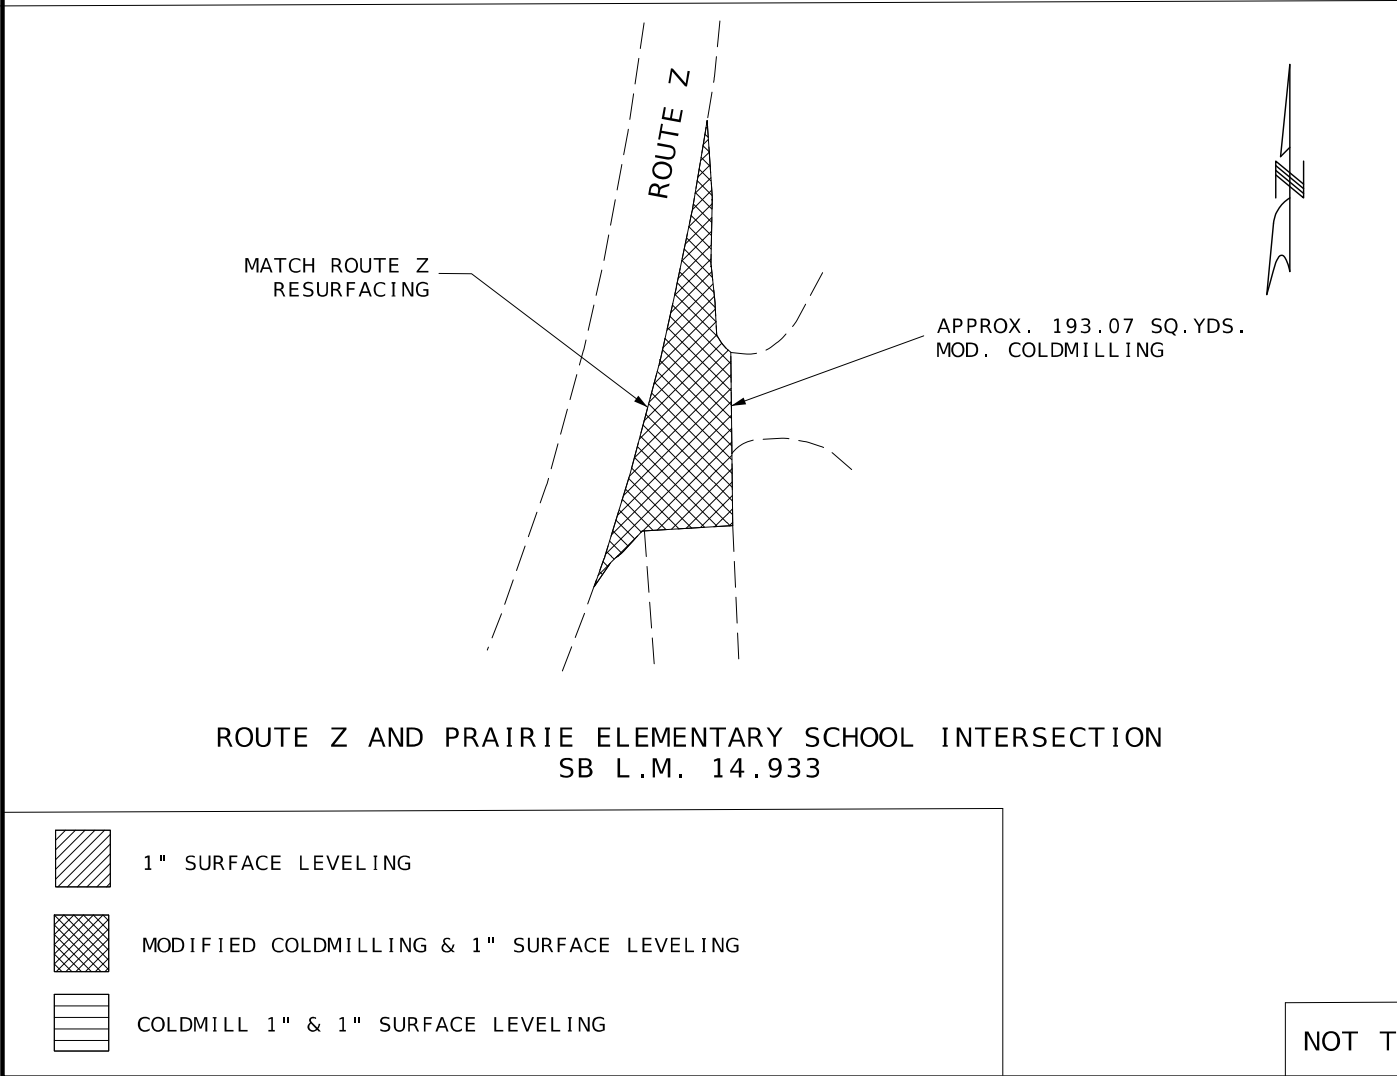 ROUTE Z
N
MATCH ROUTE Z
RESURFACING
APPROX. 193.07 SQ.YDS.
MOD. COLDMILLING
ROUTE Z AND PRAIRIE ELEMENTARY SCHOOL INTERSECTION
SB L.M. 14.933
1" SURFACE LEVELING
MODIFIED COLDMILLING & 1" SURFACE LEVELING
COLDMILL 1" & 1" SURFACE LEVELING
NOT T